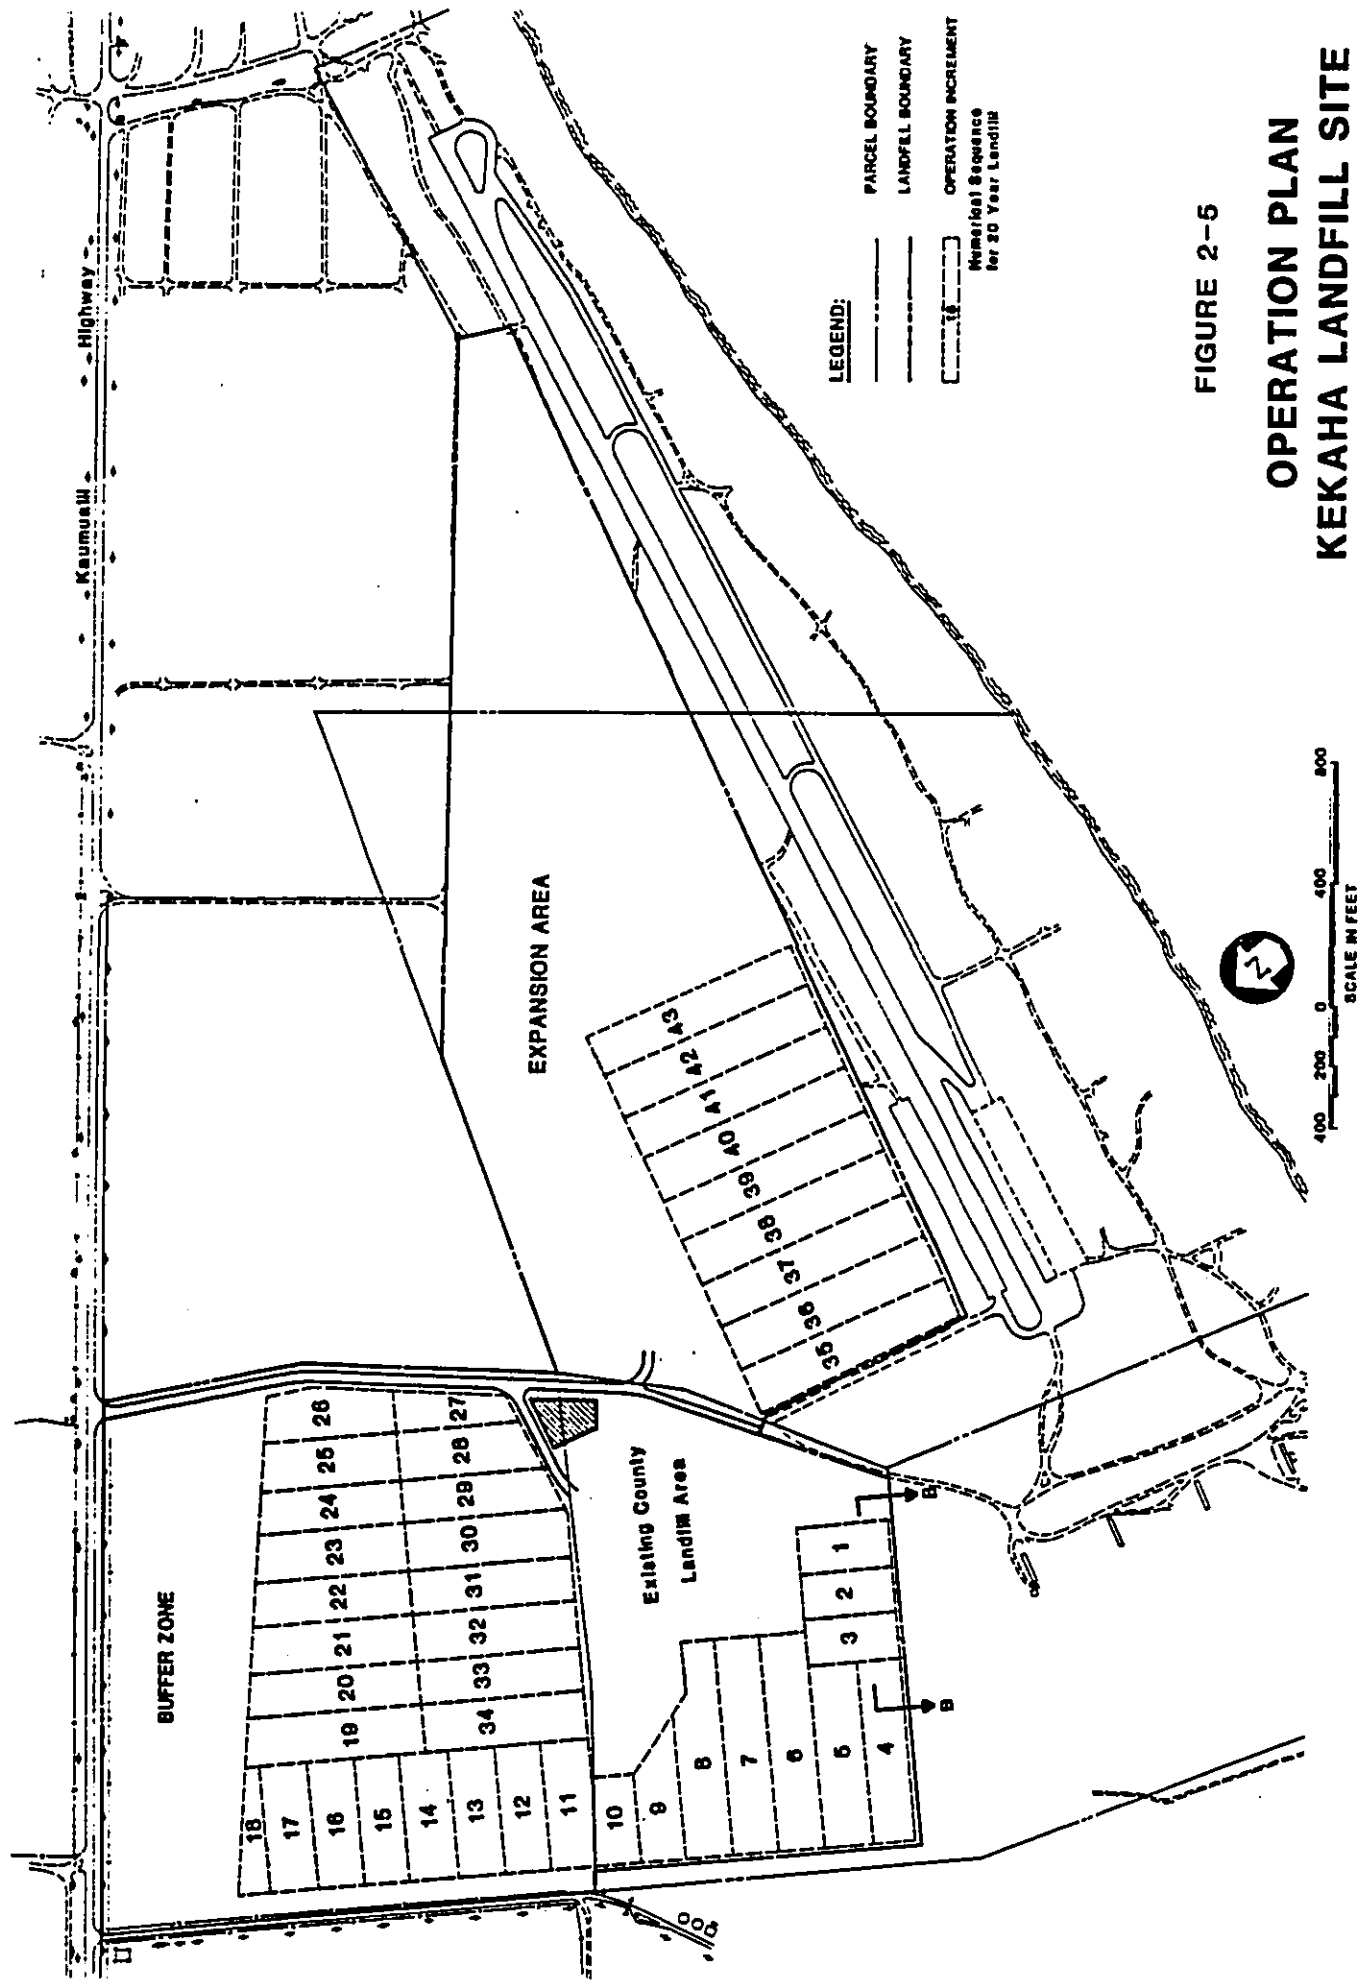 Kaumualii Highway
BUFFER ZONE
EXPANSION AREA
Existing County
Landfill Area
1
2
3
4
5
6
7
8
9
10
11
12
13
14
15
16
17
18
19
20
21
22
23
24
25
26
27
28
29
30
31
32
33
34
35
36
37
38
39
40
41
42
43
B
B
LEGEND:
PARCEL BOUNDARY
LANDFILL BOUNDARY
OPERATION INCREMENT
Numerical Sequence
for 20 Year Landfill
N
400 200 0 400 800
SCALE IN FEET
FIGURE 2-5
OPERATION PLAN
KEKAHA LANDFILL SITE